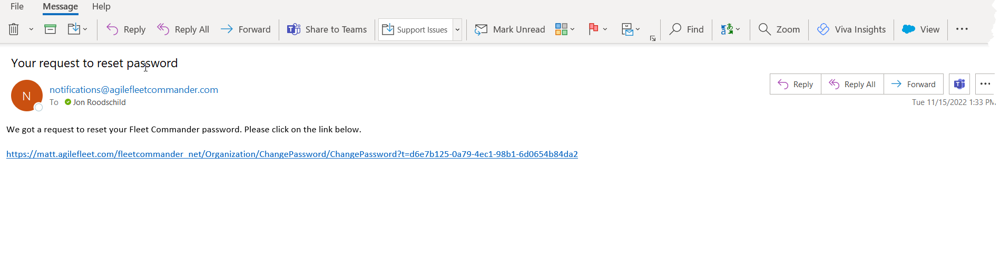 File Message Help
Reply Reply All Forward Share to Teams Support Issues Mark Unread Find Zoom Viva Insights View ...
Your request to reset password
N
notifications@agilefleetcommander.com
To Jon Roodschild
Reply Reply All Forward ...
Tue 11/15/2022 1:33 PM
We got a request to reset your Fleet Commander password. Please click on the link below.
https://matt.agilefleet.com/fleetcommander_net/Organization/ChangePassword/ChangePassword?t=d6e7b125-0a79-4ec1-98b1-6d0654b84da2